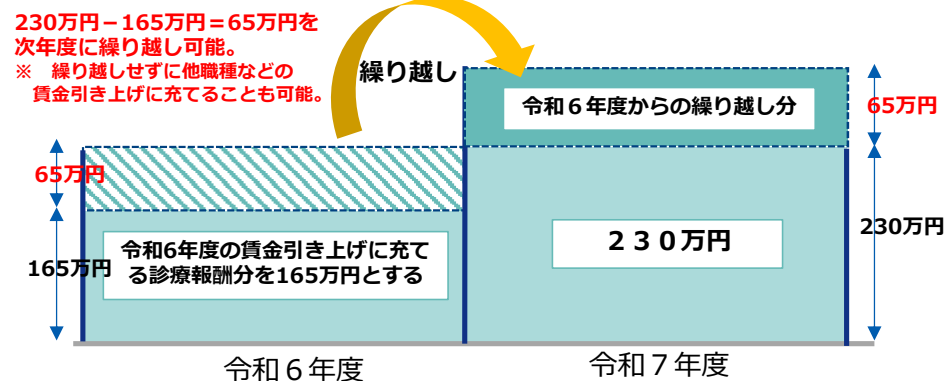 230万円－165万円＝65万円を
次年度に繰り越し可能。
※　繰り越しせずに他職種などの
賃金引き上げに充てることも可能。
繰り越し
令和６年度からの繰り越し分
65万円
65万円
230万円
２３０万円
令和6年度の賃金引き上げに充て
る診療報酬分を165万円とする
165万円
令和６年度
令和７年度